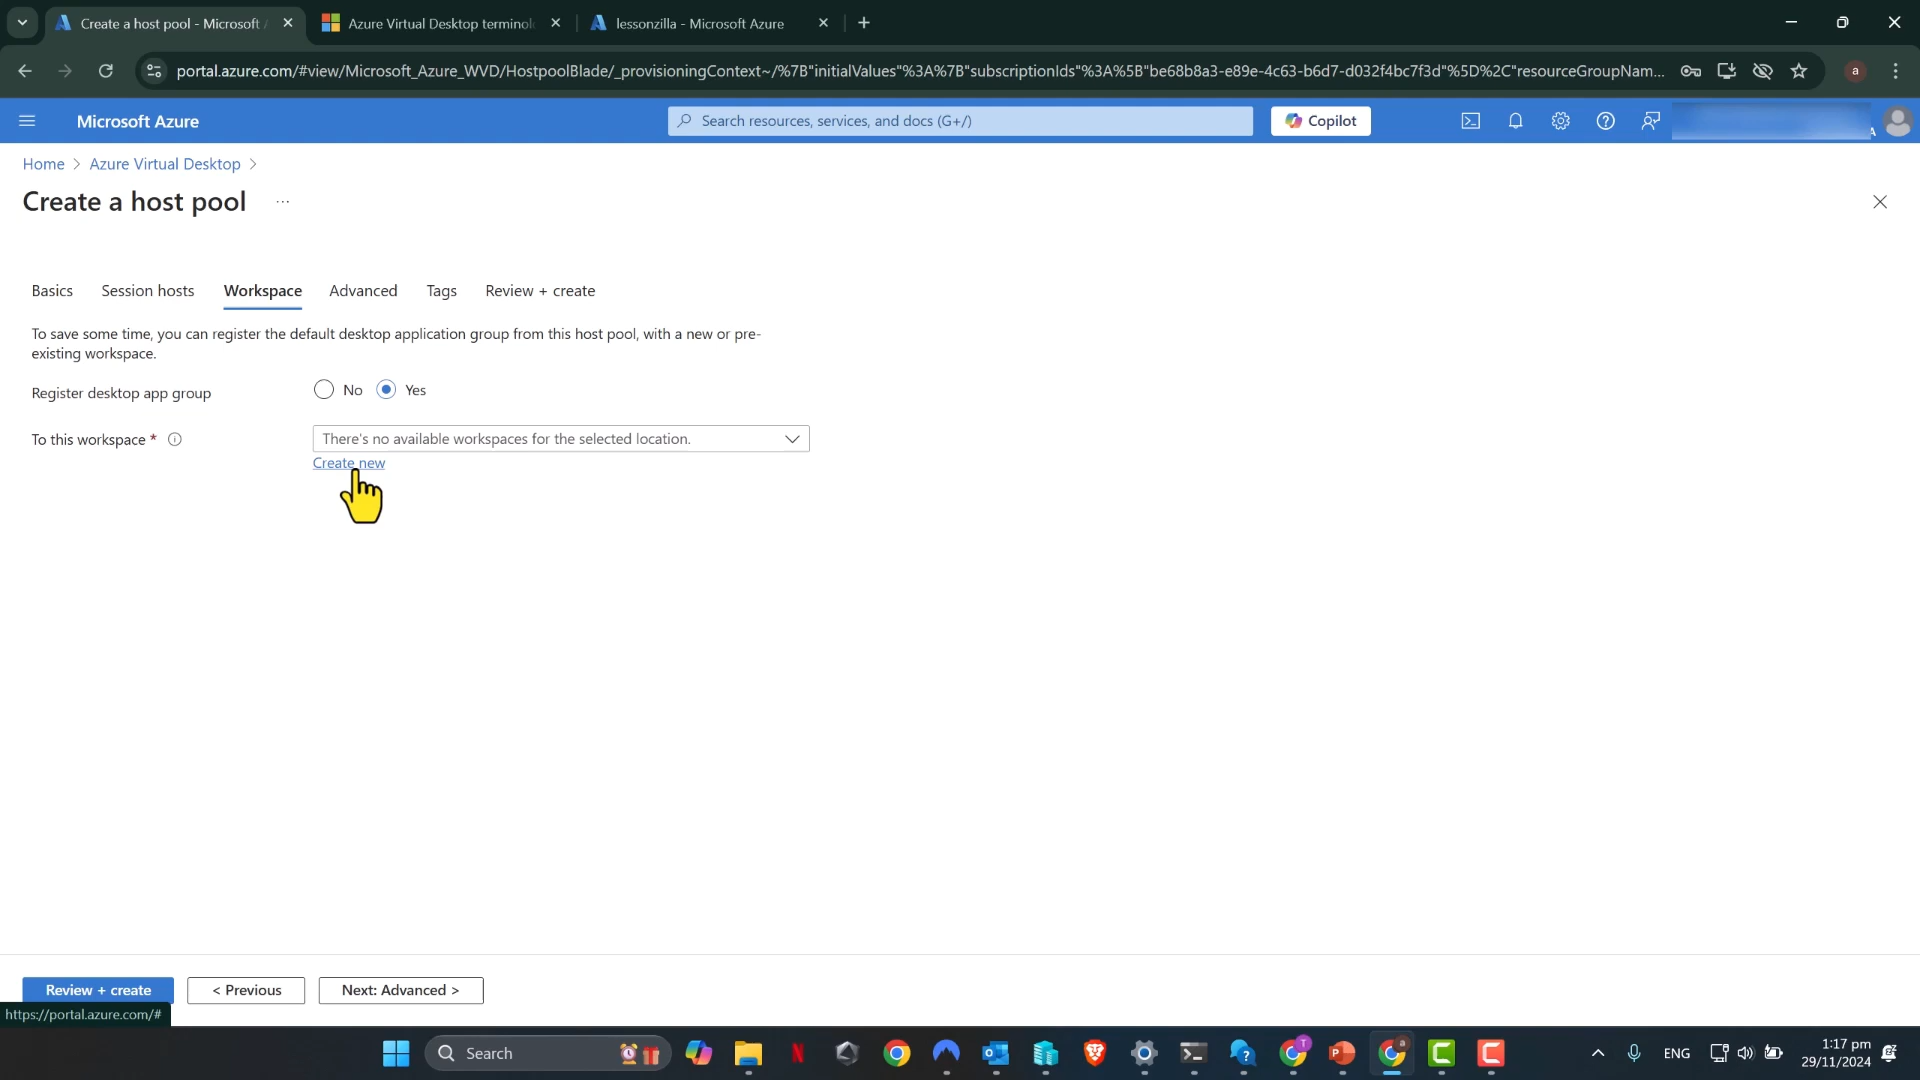 Create a host pool - Microsoft A
Azure Virtual Desktop terminol
lessonzilla - Microsoft Azure
portal.azure.com/#view/Microsoft_Azure_WVD/HostpoolBlade/_provisioningContext~/%7B"initialValues"%3A%7B"subscriptionIds"%3A%5B"be68b8a3-e89e-4c63-b6d7-d032f4bc7f3d"%5D%2C"resourceGroupNam...
a
Microsoft Azure
Search resources, services, and docs (G+/)
Copilot
A
Home > Azure Virtual Desktop >
Create a host pool ...
Basics Session hosts Workspace Advanced Tags Review + create
To save some time, you can register the default desktop application group from this host pool, with a new or pre-
existing workspace.
Register desktop app group
No Yes
To this workspace *
There's no available workspaces for the selected location.
Create new
Review + create
< Previous
Next: Advanced >
https://portal.azure.com/#
Search
T
a
ENG
1:17 pm
29/11/2024